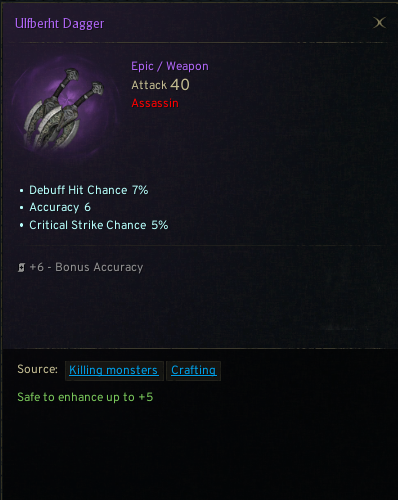 Ulfberht Dagger
Epic / Weapon
Attack 40
Assassin
• Debuff Hit Chance 7%
• Accuracy 6
• Critical Strike Chance 5%
+6 - Bonus Accuracy
Source: Killing monsters Crafting
Safe to enhance up to +5